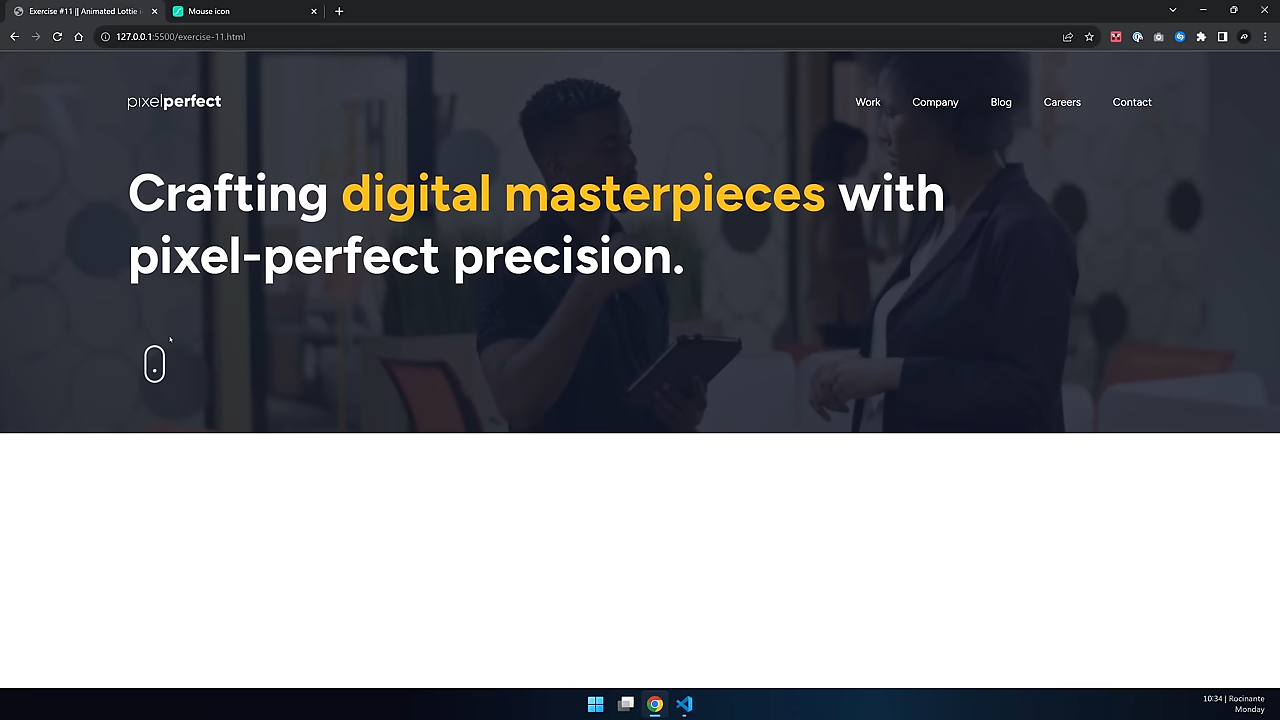 Exercise #11 || Animated Lottie i
Mouse icon
127.0.0.1:5500/exercise-11.html
pixelperfect
Work
Company
Blog
Careers
Contact
Crafting digital masterpieces with
pixel-perfect precision.
10:34 | Rocinante
Monday